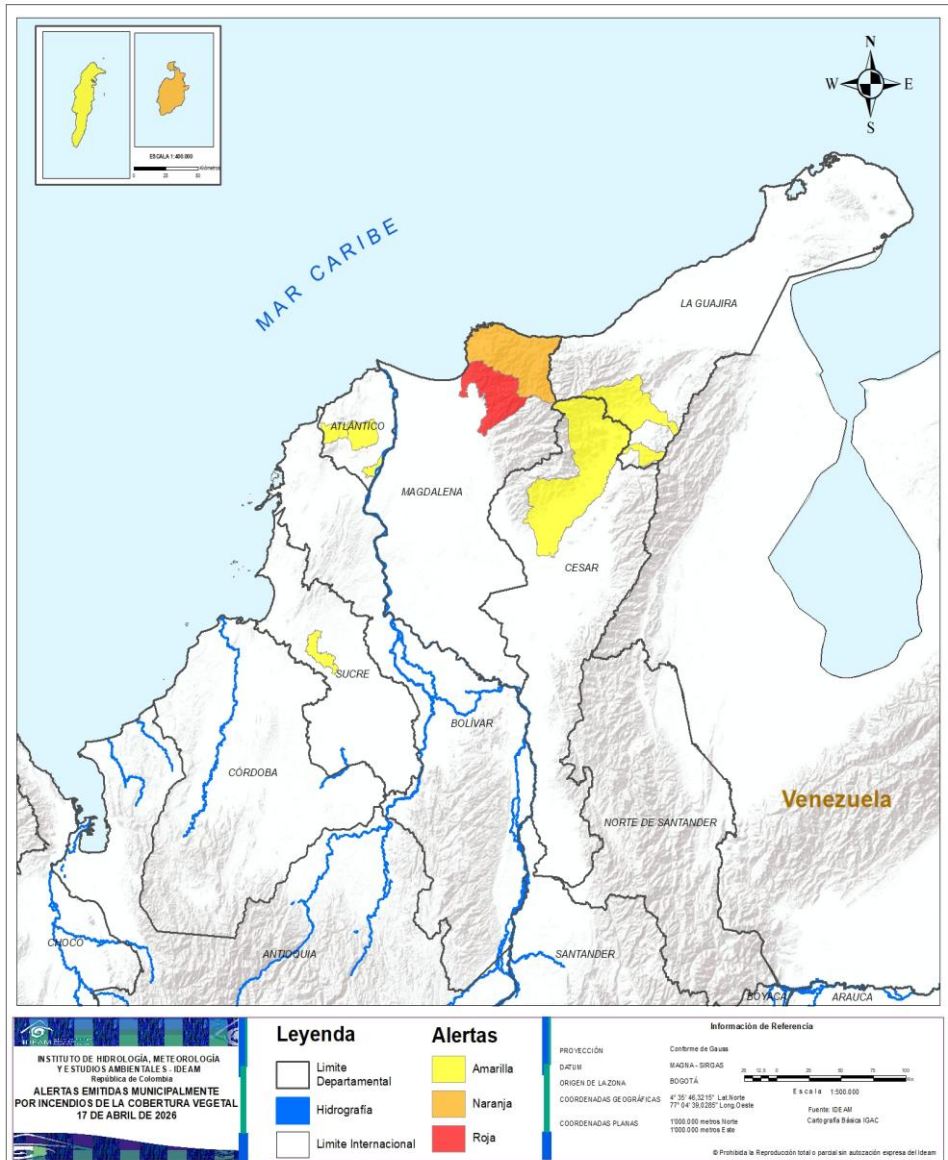 ESCALA 1:400.000
Kilómetros
0 20 30
N
W E
S
MAR CARIBE
LA GUAJIRA
ATLÁNTICO
MAGDALENA
CESAR
SUCRE
BOLÍVAR
CÓRDOBA
Venezuela
NORTE DE SANTANDER
CHOCO
ANTIOQUIA
SANTANDER
BOYACÁ
ARAUCA
IDEAM
INSTITUTO DE HIDROLOGÍA, METEOROLOGÍA
Y ESTUDIOS AMBIENTALES - IDEAM
República de Colombia
ALERTAS EMITIDAS MUNICIPALMENTE
POR INCENDIOS DE LA COBERTURA VEGETAL
17 DE ABRIL DE 2026
Leyenda
Limite
Departamental
Hidrografía
Limite Internacional
Alertas
Amarilla
Naranja
Roja
Información de Referencia
PROYECCIÓN Conforme de Gauss
DATUM MAGNA - SIRGAS
ORIGEN DE LA ZONA BOGOTÁ
COORDENADAS GEOGRÁFICAS 4° 35' 46,3215" Lat.Norte
77° 04' 39,0285" Long.Oeste
COORDENADAS PLANAS 1'000.000 metros Norte
1'000.000 metros Este
Escala 1:500.000
Fuente: IDEAM
Cartografía Básica IGAC
© Prohibida la Reproducción total o parcial sin autorización expresa del Ideam